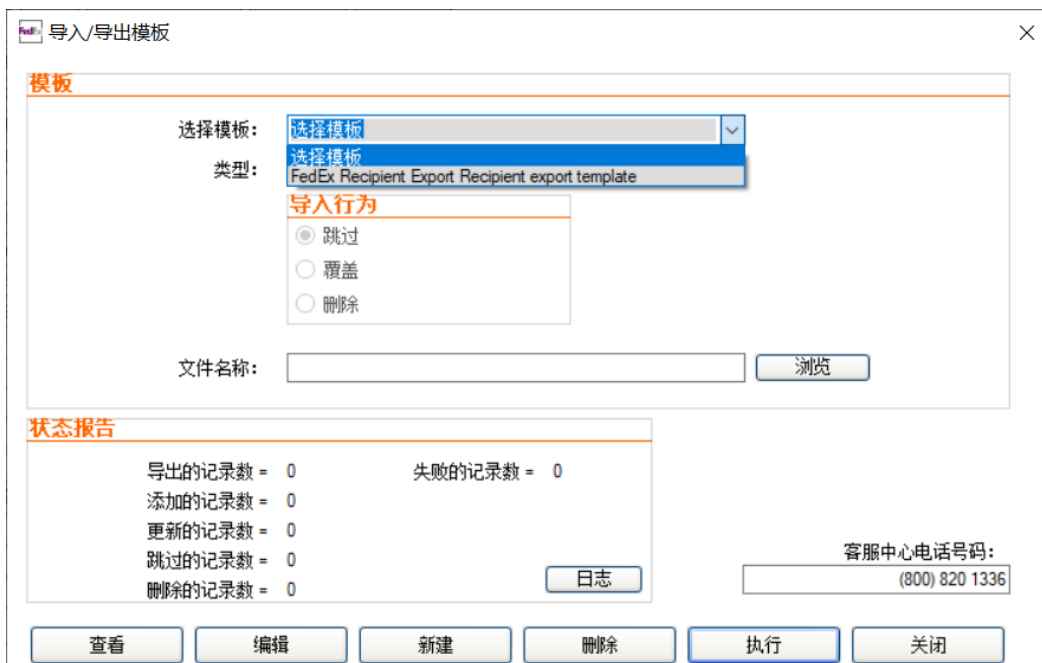 FedEx 导入/导出模板
模板
选择模板: 选择模板
选择模板
类型:
FedEx Recipient Export Recipient export template
导入行为
跳过
覆盖
删除
文件名称: 浏览
状态报告
导出的记录数 = 0 失败的记录数 = 0
添加的记录数 = 0
更新的记录数 = 0
跳过的记录数 = 0
客服中心电话号码:
日志 (800) 820 1336
删除的记录数 = 0
查看 编辑 新建 删除 执行 关闭